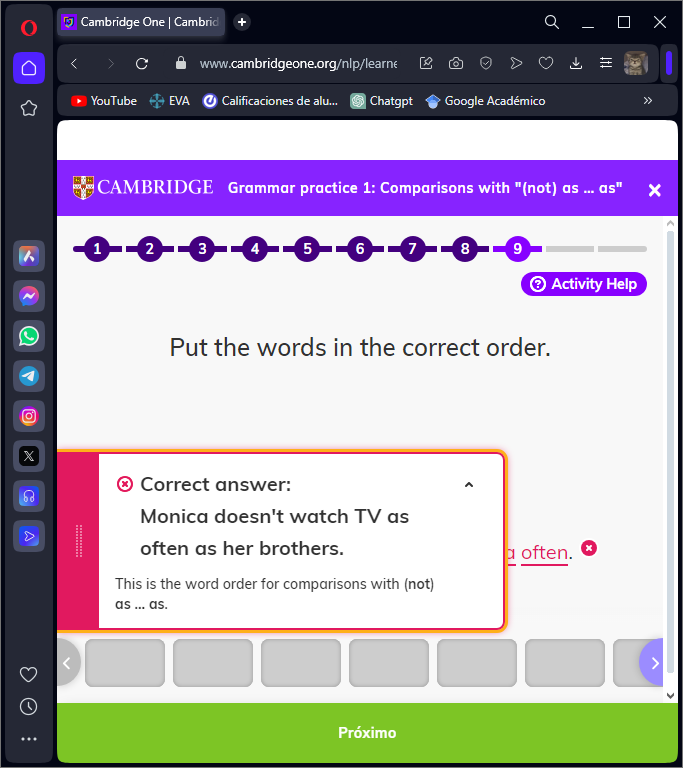 Cambridge One | Cambrid
www.cambridgeone.org/nlp/learne
YouTube EVA Calificaciones de alu... Chatgpt Google Académico »
CAMBRIDGE Grammar practice 1: Comparisons with "(not) as ... as"
1 2 3 4 5 6 7 8 9
Activity Help
Put the words in the correct order.
Correct answer:
Monica doesn't watch TV as
often as her brothers.
a often.
This is the word order for comparisons with (not)
as ... as.
Próximo